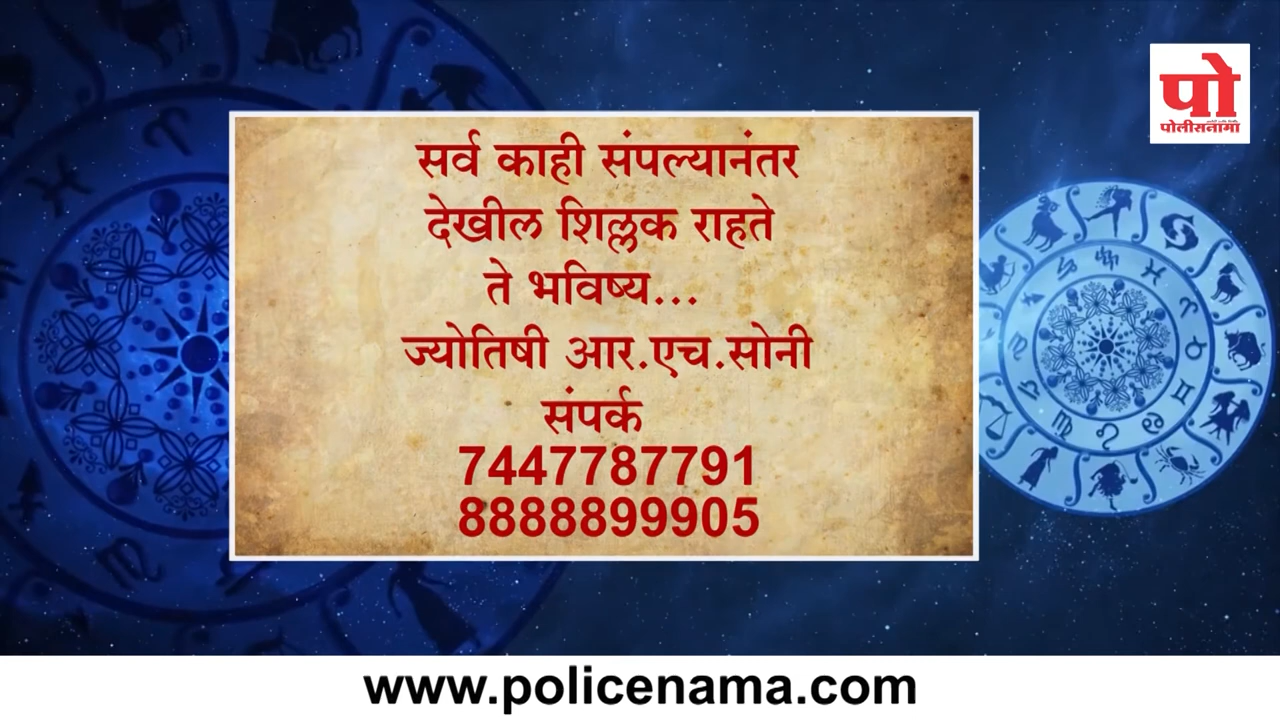 पो
पोलीसनामा
सर्व काही संपल्यानंतर
देखील शिल्लक राहते
ते भविष्य...
ज्योतिषी आर.एच.सोनी
संपर्क
7447787791
8888899905
www.policenama.com